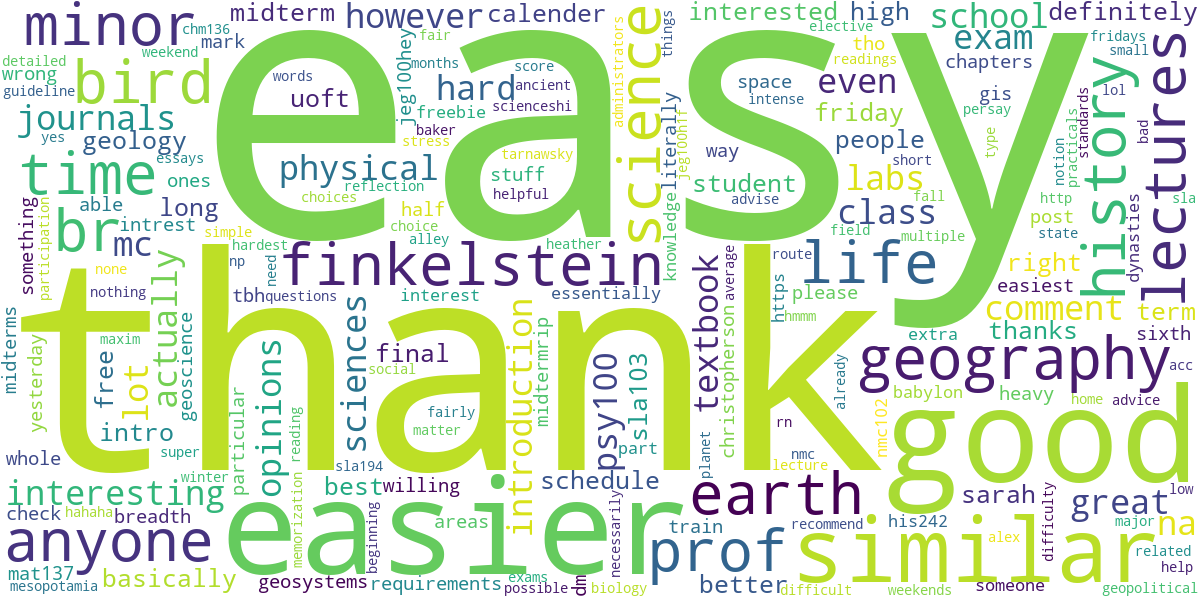 minor
midterm
however
calender
interested
high
school
definitely
chm136
mark
weekend
detailed
wrong
guideline
bird
easy
words
uoft
fair
months
jeg100hey
hard
score
ancient
freebie
scienceshi
baker
stress
administrators
science
things
elective
tho
readings
exam
fridays
small
chapters
space
intense
even
gis
persay
lol
journals
geology
yes
essays
physical
reflection
choices
tarnawsky
stuff
helpful
literally
jeg100h1f
way
student
advise
friday
people
short
labs
fall
type
notion
practicals
standards
history
bad
lectures
time
ones
able
long
intrest
br
mc
something
participation
simple
hardest
half
choice
alley
heather
knowledge
class
field
multiple
post
state
http
sla
dynasties
none
nothing
np
need
finkelstein
life
route
right
easiest
comment
term
tbh
questions
interest
essentially
average
https
please
hmmm
extra
thanks
sixth
thank
midterms
yesterday
maxim
free
lot
actually
geoscience
opinions
sciences
final
social
introduction
midtermrip
textbook
christopherson
already
geography
acc
babylon
heavy
home
advice
intro
super
particular
reading
fairly
matter
psy100
sla103
part
planet
rn
nmc
lecture
nmc102
good
whole
winter
sla194
memorization
best
willing
schedule
interesting
check
hahaha
breadth
easier
beginning
areas
necessarily
earth
train
recommend
his242
sarah
great
low
alex
difficulty
major
na
anyone
mat137
mesopotamia
basically
geosystems
requirements
exams
possible
dm
biology
prof
better
difficult
similar
weekends
someone
related
help
geopolitical